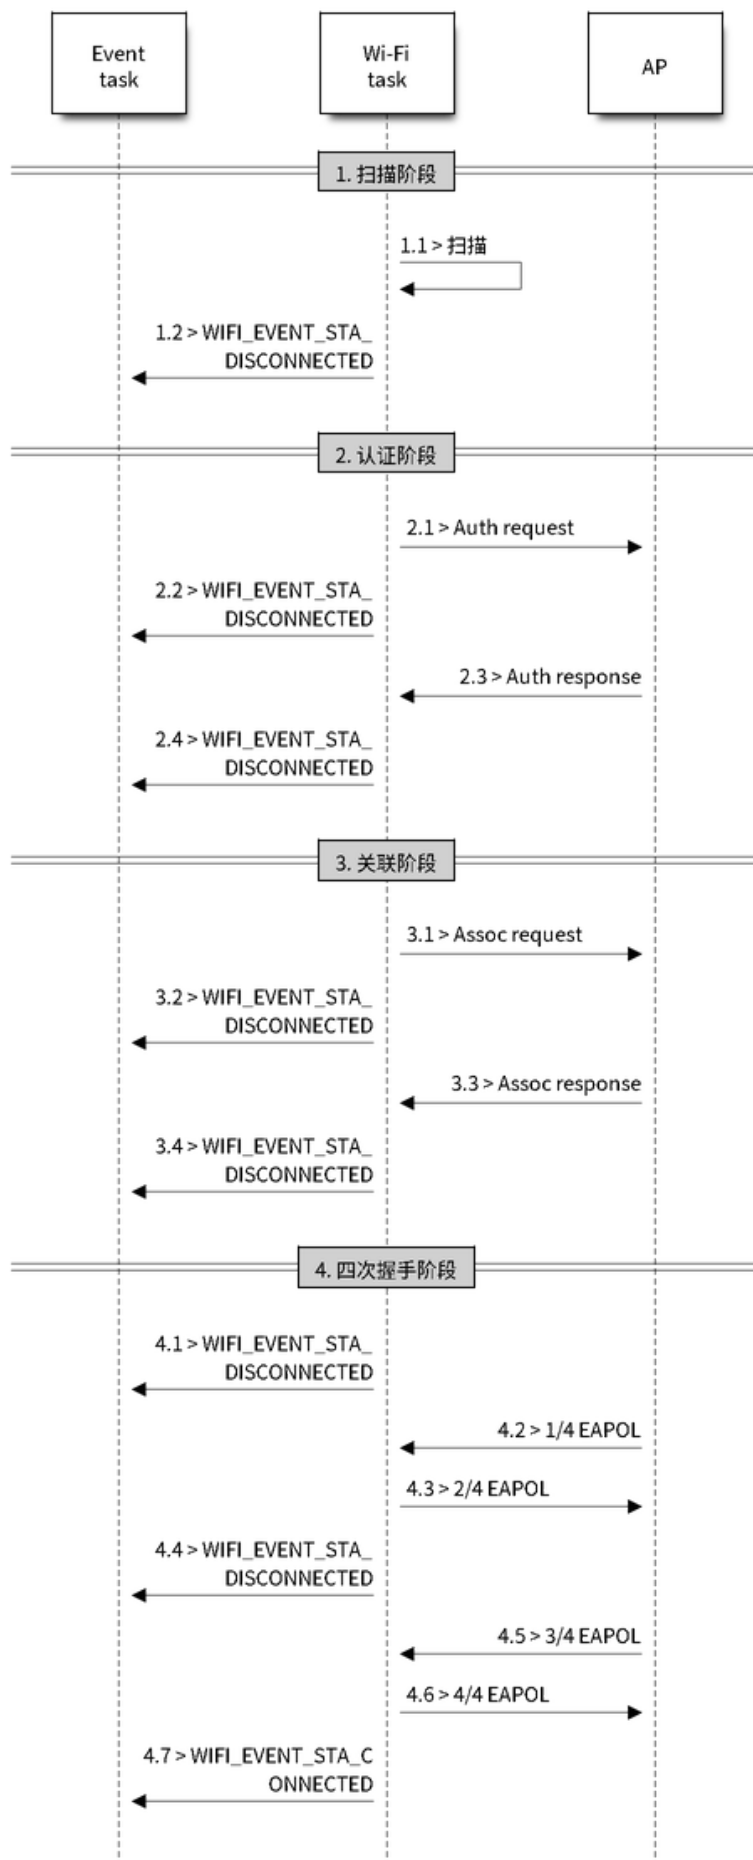 Event
task
Wi-Fi
task
AP
1. 扫描阶段
1.1 > 扫描
1.2 > WIFI_EVENT_STA_
DISCONNECTED
2. 认证阶段
2.1 > Auth request
2.2 > WIFI_EVENT_STA_
DISCONNECTED
2.3 > Auth response
2.4 > WIFI_EVENT_STA_
DISCONNECTED
3. 关联阶段
3.1 > Assoc request
3.2 > WIFI_EVENT_STA_
DISCONNECTED
3.3 > Assoc response
3.4 > WIFI_EVENT_STA_
DISCONNECTED
4. 四次握手阶段
4.1 > WIFI_EVENT_STA_
DISCONNECTED
4.2 > 1/4 EAPOL
4.3 > 2/4 EAPOL
4.4 > WIFI_EVENT_STA_
DISCONNECTED
4.5 > 3/4 EAPOL
4.6 > 4/4 EAPOL
4.7 > WIFI_EVENT_STA_C
ONNECTED